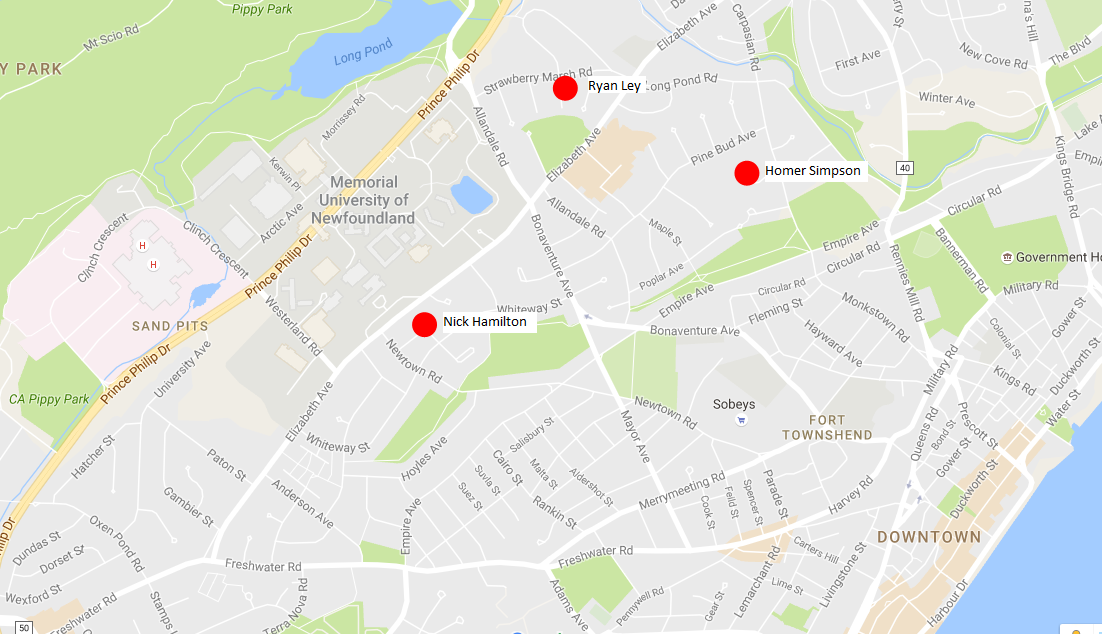 Pippy Park
Mt Scio Rd
Long Pond
Y PARK
Prince Philip Dr
Strawberry Marsh Rd
Ryan Ley
Long Pond Rd
Elizabeth Ave
Carpasian Rd
First Ave
New Cove Rd
The Blvd
Winter Ave
Kings Bridge Rd
Lake A
Empi
Morrissey Rd
Allandale Rd
Elizabeth Ave
Pine Bud Ave
Homer Simpson
40
Circular Rd
Kerwin Pl
Arctic Ave
Memorial
University of
Newfoundland
Clinch Crescent
Clinch Crescent
H
H
Prince Philip Dr
Allandale Rd
Maple St
Bonaventure Ave
Poplar Ave
Empire Ave
Circular Rd
Rennies Mill Rd
Bannerman Rd
Government Ho
Military Rd
SAND PITS
Westerland Rd
Whiteway St
Nick Hamilton
Empire Ave
Circular Rd
Fleming St
Monkstown Rd
Hayward Ave
Bonaventure Ave
Colonial St
Gower St
University Ave
Prince Philip Dr
CA Pippy Park
Newtown Rd
Elizabeth Ave
Military Rd
Kings Rd
Duckworth St
Water St
Sobeys
FORT
TOWNSHEND
Newtown Rd
Mayor Ave
Queens Rd
Prescott St
Bond St
Gower St
Duckworth St
Hatcher St
Whiteway St
Hoyles Ave
Salisbury St
Cairo St
Malta St
Suvla St
Suez St
Aldershot St
Rankin St
Merrymeeting Rd
Parade St
Spencer St
Feild St
Cook St
Harvey Rd
DOWNTOWN
Paton St
Gambier St
Anderson Ave
Empire Ave
Oxen Pond Rd
Dundas St
Dorset St
Wexford St
Freshwater Rd
Freshwater Rd
Freshwater Rd
Carters Hill
Lime St
Livingstone St
Lemarchant Rd
Gear St
Pennywell Rd
Adams Ave
Terra Nova Rd
Stamps
Harbour Dr
50